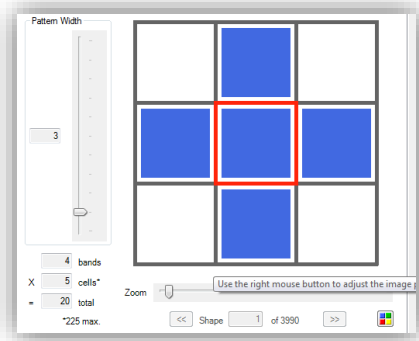 Pattern Width
3
4 bands
X 5 cells*
= 20 total
*225 max.
Zoom
Use the right mouse button to adjust the image
<< Shape 1 of 3990 >>